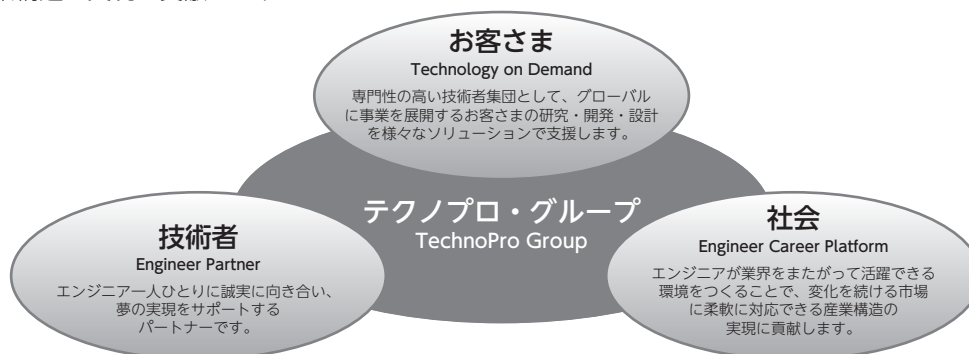 お客さま
Technology on Demand
専門性の高い技術者集団として、グローバル
に事業を展開するお客さまの研究・開発・設計
を様々なソリューションで支援します。
テクノプロ・グループ
TechnoPro Group
技術者
Engineer Partner
エンジニア一人ひとりに誠実に向き合い、
夢の実現をサポートする
パートナーです。
社会
Engineer Career Platform
エンジニアが業界をまたがって活躍できる
環境をつくることで、変化を続ける市場
に柔軟に対応できる産業構造の
実現に貢献します。